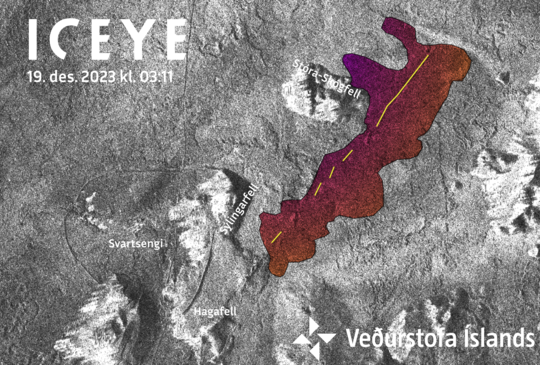 ICEYE
19. des. 2023 kl. 03:11
Stóra-Skógfell
Sýlingarfell
Svartsengi
Hagafell
Veðurstofa Íslands